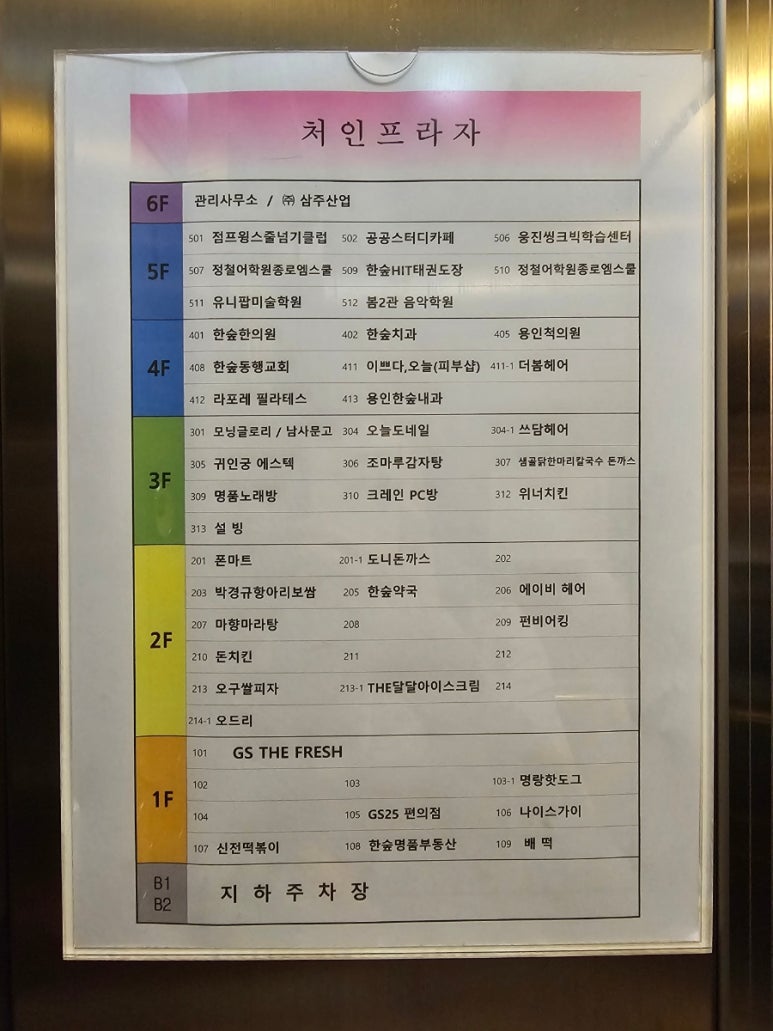 처인프라자
6F 관리사무소 / ㈜ 삼주산업
5F
501 점프윙스줄넘기클럽 502 공공스터디카페 506 웅진씽크빅학습센터
507 정철어학원종로엠스쿨 509 한숲HIT태권도장 510 정철어학원종로엠스쿨
511 유니팝미술학원 512 봄2관 음악학원
4F
401 한숲한의원 402 한숲치과 405 용인척의원
408 한숲동행교회 411 이쁘다,오늘(피부샵) 411-1 더봄헤어
412 라포레 필라테스 413 용인한숲내과
3F
301 모닝글로리 / 남사문고 304 오늘도네일 304-1 쓰담헤어
305 귀인궁 에스텍 306 조마루감자탕 307 샘골닭한마리칼국수 돈까스
309 명품노래방 310 크레인 PC방 312 위너치킨
313 설 빙
2F
201 폰마트 201-1 도니돈까스 202
203 박경규항아리보쌈 205 한숲약국 206 에이비 헤어
207 마항마라탕 208 209 펀비어킹
210 돈치킨 211 212
213 오구쌀피자 213-1 THE달달아이스크림 214
214-1 오드리
1F
101 GS THE FRESH
102 103 103-1 명랑핫도그
104 105 GS25 편의점 106 나이스가이
107 신전떡볶이 108 한숲명품부동산 109 배 떡
B1
B2
지 하 주 차 장